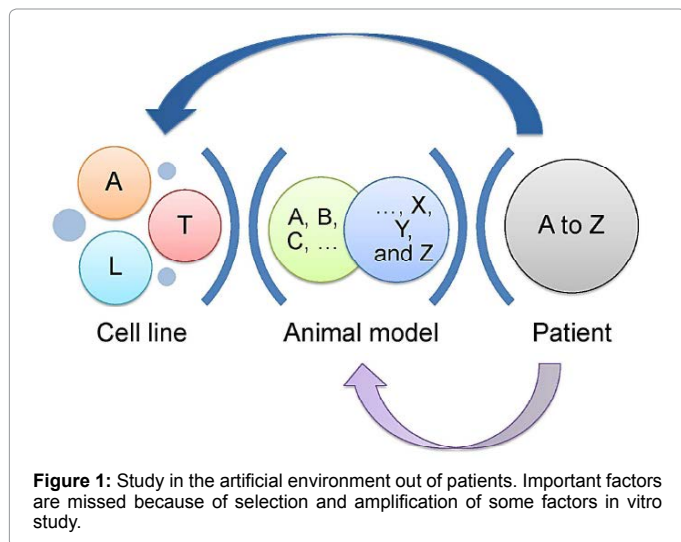 A
T
L
A, B,
C, ...
..., X,
Y,
and Z
A to Z
Cell line
Animal model
Patient
Figure 1: Study in the artificial environment out of patients. Important factors
are missed because of selection and amplification of some factors in vitro
study.